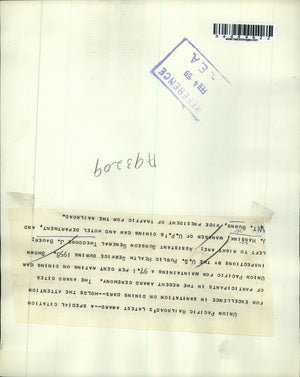 REFERENCE
UNION PACIFIC RAILROAD'S LATEST AWARD--A SPECIAL CITATION
FOR EXCELLENCE IN SANITATION IN DINING CARS--HOLDS THE ATTENTION
OF PARTICIPANTS IN THE RECENT AWARD CEREMONY. THE AWARD CITES
UNION PACIFIC FOR MAINTAINING 97.1 PER CENT RATING ON DINING CAR
INSPECTIONS BY THE U.S. PUBLIC HEALTH SERVICE DURING 1958. SHOWN
LEFT TO RIGHT ARE: ASSISTANT SURGEON GENERAL THEODORE J. BAUER;
MANAGER OF U.P.'S DINING CAR AND HOTEL DEPARTMENT, AND
BURNS, VICE PRESIDENT OF TRAFFIC FOR THE RAILROAD.